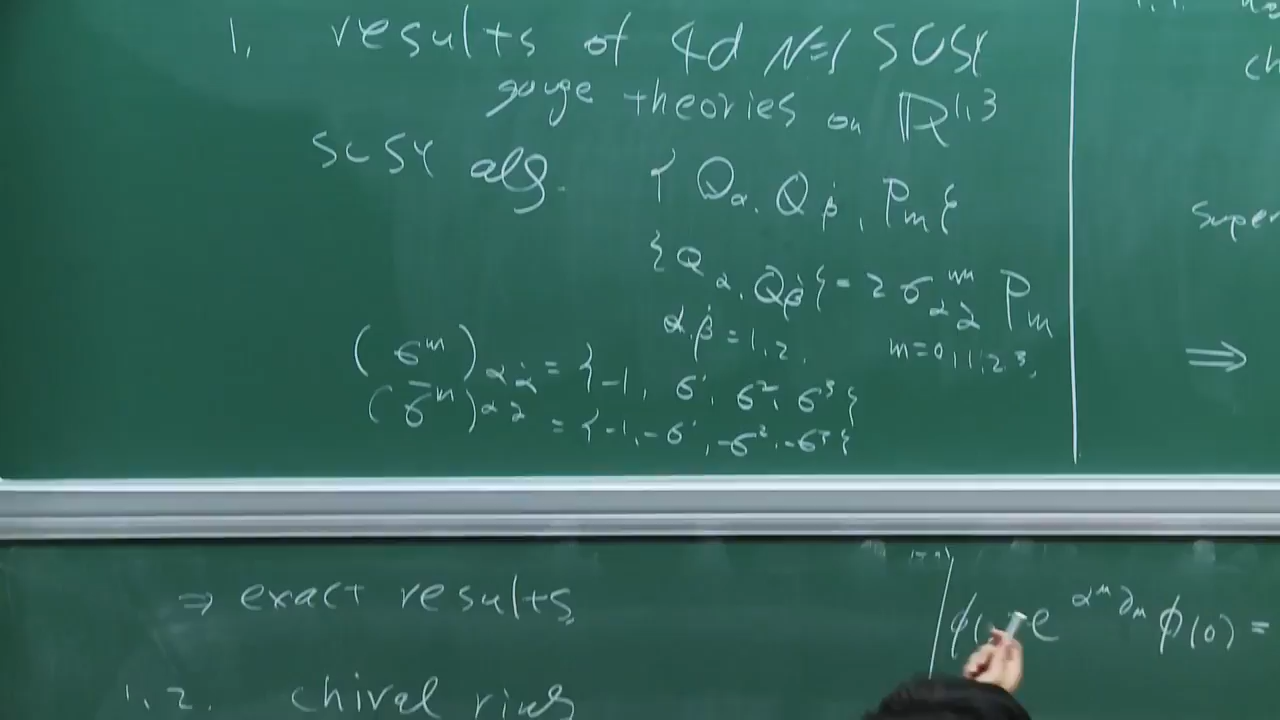 1. results of 4d N=1 SUSY
gauge theories on ℝ^{1,3}
SUSY alg. { Q_α, Q_β̇, P_m }
{ Q_α, Q_β̇ } = 2 σ^m_{αα̇} P_m
α, β̇ = 1, 2, m = 0, 1, 2, 3,
(σ^m)_{αα̇} = { -1, σ^1, σ^2, σ^3 }
(σ̄^m)^{αα̇} = { -1, -σ^1, -σ^2, -σ^3 }
super
⇒
⇒ exact results,
1.2. chiral ring
e^{α^m ∂_m} φ(0) =